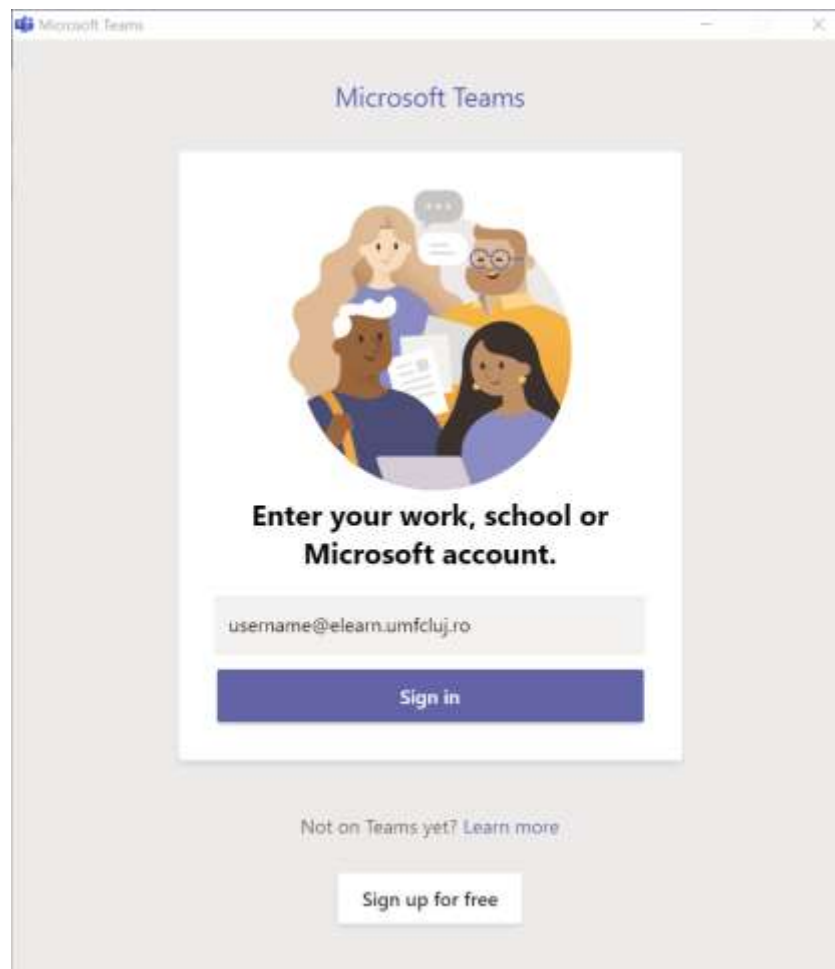 Microsoft Teams
Microsoft Teams
Enter your work, school or
Microsoft account.
username@elearn.umfcluj.ro
Sign in
Not on Teams yet? Learn more
Sign up for free